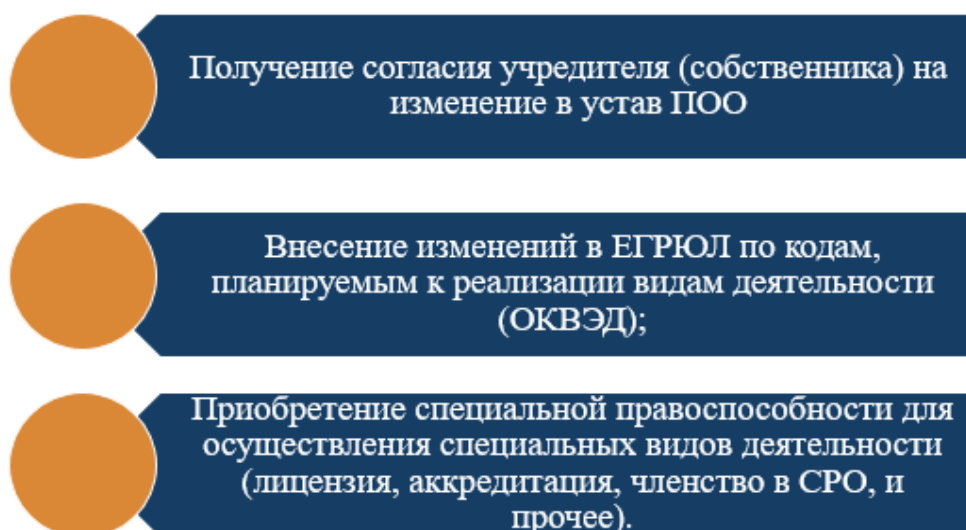 Получение согласия учредителя (собственника) на
изменение в устав ПОО
Внесение изменений в ЕГРЮЛ по кодам,
планируемым к реализации видам деятельности
(ОКВЭД);
Приобретение специальной правоспособности для
осуществления специальных видов деятельности
(лицензия, аккредитация, членство в СРО, и
прочее).